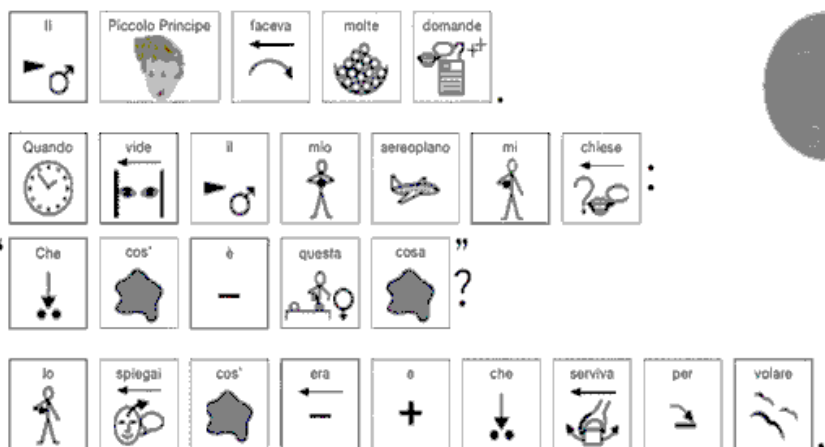 Il Piccolo Principe faceva molte domande .
Quando vide il mio aereoplano mi chiese :
“ Che cos' è questa cosa ” ?
Io spiegai cos' era e che serviva per volare .